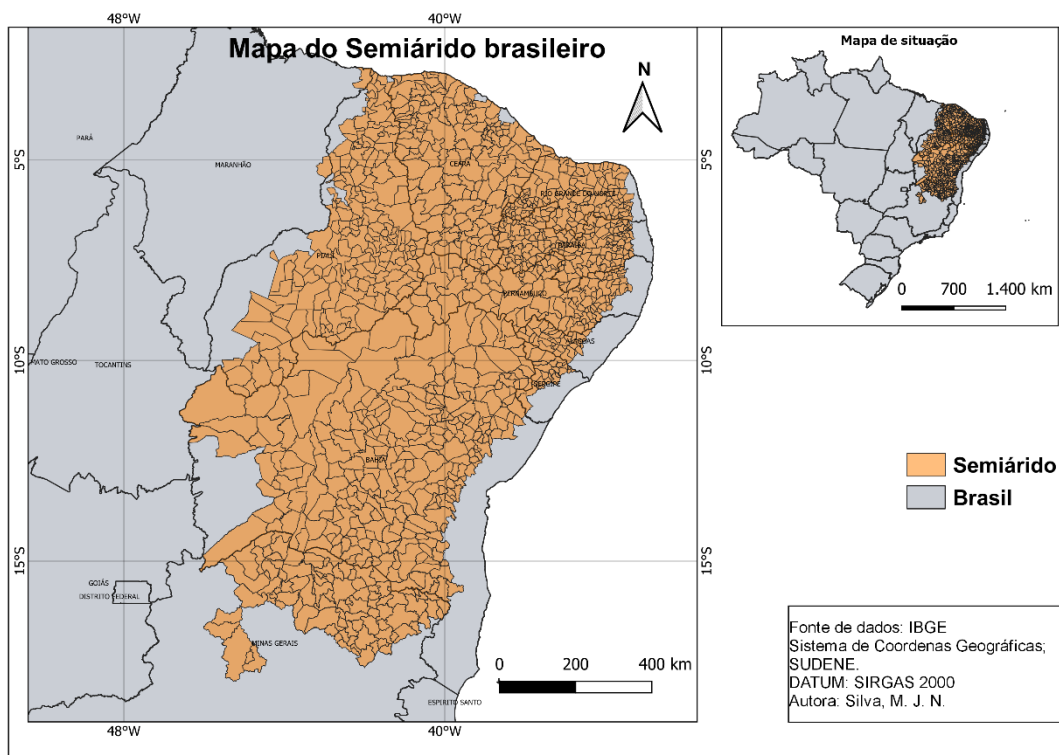 48°W
40°W
Mapa do Semiárido brasileiro
N
Mapa de situação
PARÁ
MARANHÃO
CEARÁ
5°S
5°S
RIO GRANDE DO NORTE
PARAÍBA
PIAUÍ
PERNAMBUCO
0 700 1.400 km
ALAGOAS
10°S
10°S
MATO GROSSO
TOCANTINS
SERGIPE
BAHIA
Semiárido
Brasil
15°S
15°S
GOIÁS
DISTRITO FEDERAL
MINAS GERAIS
0 200 400 km
ESPÍRITO SANTO
Fonte de dados: IBGE
Sistema de Coordenas Geográficas;
SUDENE.
DATUM: SIRGAS 2000
Autora: Silva, M. J. N.
48°W
40°W